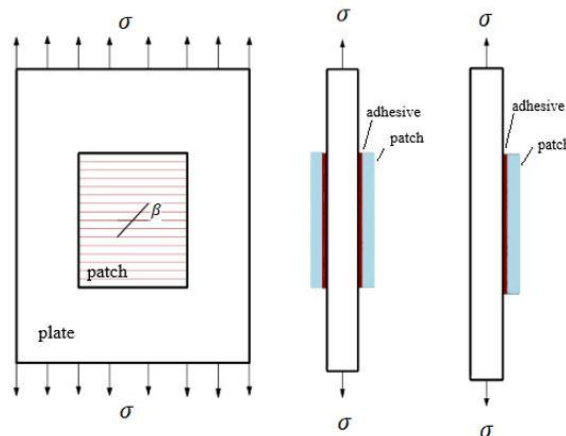 σ
β
patch
plate
σ
σ
adhesive
patch
σ
σ
adhesive
patch
σ